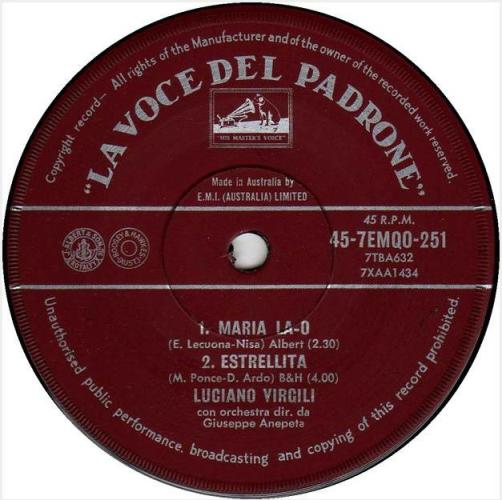 Copyright record — All rights of the Manufacturer and of the owner of the recorded work reserved.
"LA VOCE DEL PADRONE"
"HIS MASTER'S VOICE"
Made in Australia by
E.M.I. (AUSTRALIA) LIMITED
45 R.P.M.
45-7EMQO-251
7TBA632
7XAA1434
1. MARIA LA-O
(E. Lecuona-Nisa) Albert (2.30)
2. ESTRELLITA
(M. Ponce-D. Ardo) B&H (4.00)
LUCIANO VIRGILI
con orchestra dir. da
Giuseppe Anepeta
Unauthorised public performance, broadcasting and copying of this record prohibited.